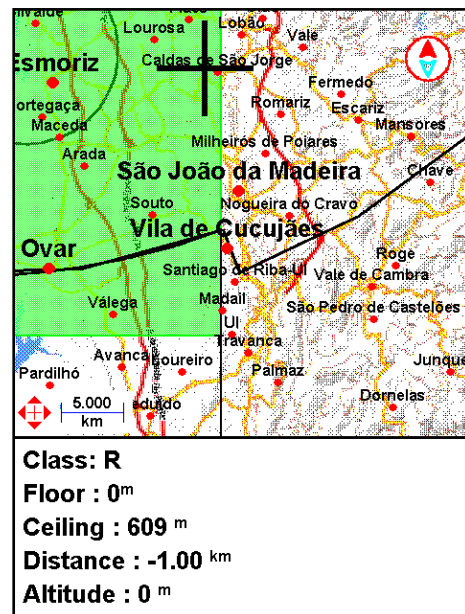 Lourosa
Lobão
Vale
Esmoriz
Caldas de São Jorge
Fermedo
ortegaça
Romariz
Escariz
Maceda
Mansores
Milheiros de Poiares
Arada
São João da Madeira
Chave
Souto
Nogueira do Cravo
Vila de Cucujães
Ovar
Roge
Santiago de Riba-Ul
Vale de Cambra
Válega
Madail
São Pedro de Castelões
Ul
Travanca
Avanca
oureiro
Pardilhó
Palmaz
Junque
5.000
km
Dornelas
Class: R
Floor : 0 m
Ceiling : 609 m
Distance : -1.00 km
Altitude : 0 m